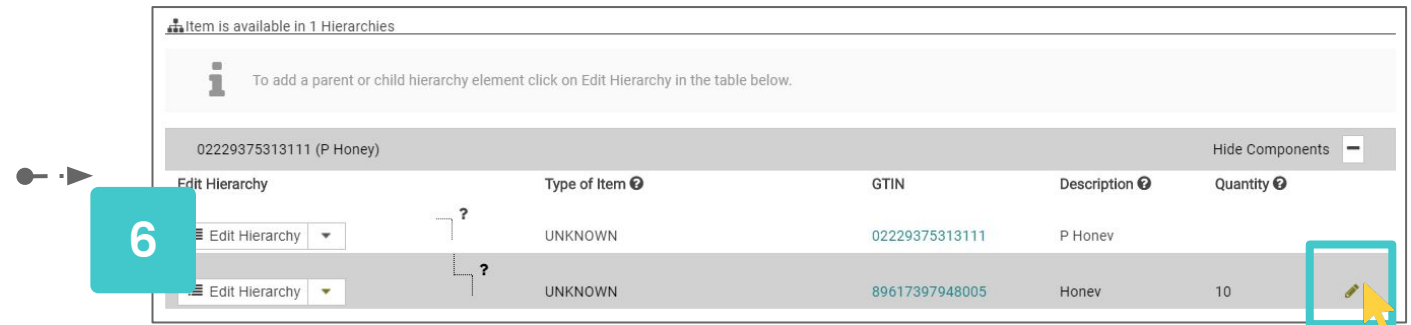 Item is available in 1 Hierarchies
To add a parent or child hierarchy element click on Edit Hierarchy in the table below.
02229375313111 (P Honey) Hide Components
Edit Hierarchy Type of Item GTIN Description Quantity
?
Edit Hierarchy UNKNOWN 02229375313111 P Honev
6
?
Edit Hierarchy UNKNOWN 89617397948005 Honev 10